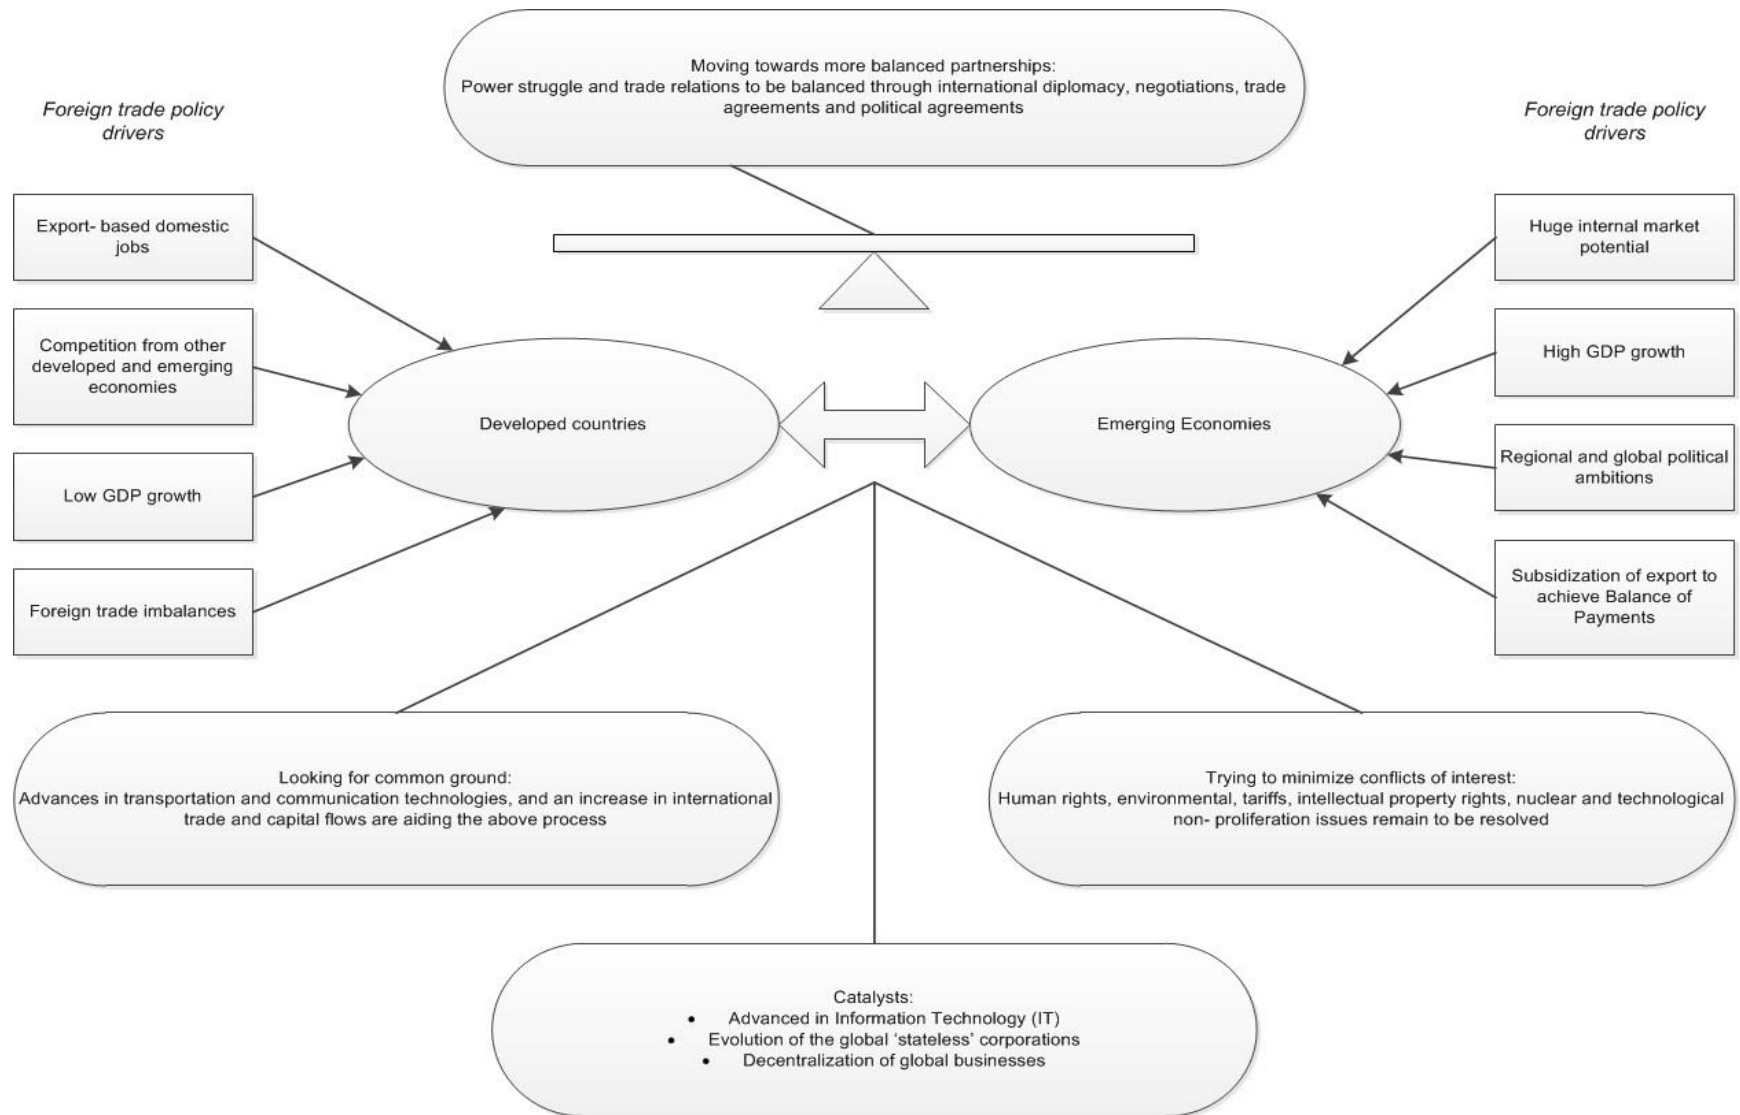 Moving towards more balanced partnerships:
Power struggle and trade relations to be balanced through international diplomacy, negotiations, trade
agreements and political agreements
Foreign trade policy
drivers
Export- based domestic
jobs
Competition from other
developed and emerging
economies
Low GDP growth
Foreign trade imbalances
Developed countries
Emerging Economies
Foreign trade policy
drivers
Huge internal market
potential
High GDP growth
Regional and global political
ambitions
Subsidization of export to
achieve Balance of
Payments
Looking for common ground:
Advances in transportation and communication technologies, and an increase in international
trade and capital flows are aiding the above process
Trying to minimize conflicts of interest:
Human rights, environmental, tariffs, intellectual property rights, nuclear and technological
non- proliferation issues remain to be resolved
Catalysts:
• Advanced in Information Technology (IT)
• Evolution of the global ‘stateless’ corporations
• Decentralization of global businesses